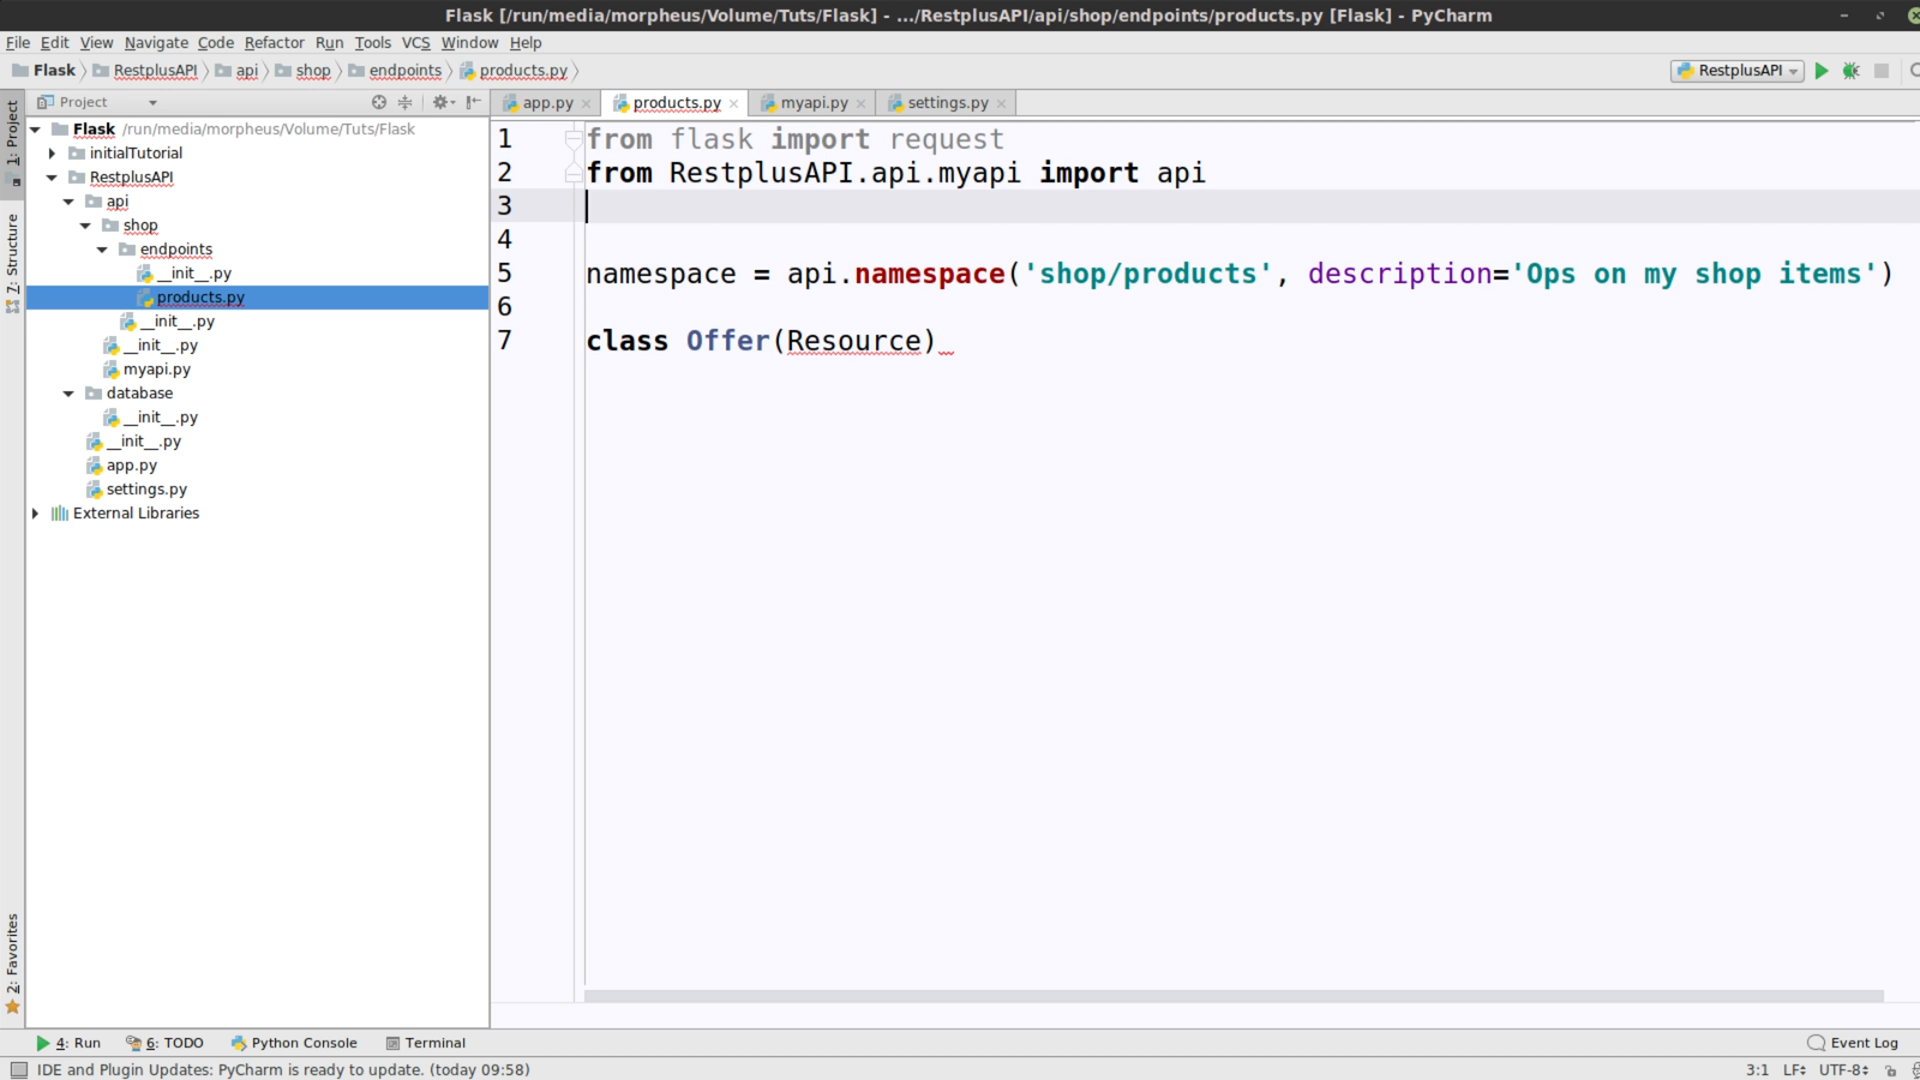 Flask [/run/media/morpheus/Volume/Tuts/Flask] - .../RestplusAPI/api/shop/endpoints/products.py [Flask] - PyCharm
File Edit View Navigate Code Refactor Run Tools VCS Window Help
Flask RestplusAPI api shop endpoints products.py RestplusAPI
1: Project
7: Structure
2: Favorites
Project
Flask /run/media/morpheus/Volume/Tuts/Flask
initialTutorial
RestplusAPI
api
shop
endpoints
__init__.py
products.py
__init__.py
__init__.py
myapi.py
database
__init__.py
__init__.py
app.py
settings.py
External Libraries
app.py products.py myapi.py settings.py
1 from flask import request
2 from RestplusAPI.api.myapi import api
3
4
5 namespace = api.namespace('shop/products', description='Ops on my shop items')
6
7 class Offer(Resource)
4: Run 6: TODO Python Console Terminal Event Log
IDE and Plugin Updates: PyCharm is ready to update. (today 09:58) 3:1 LF UTF-8